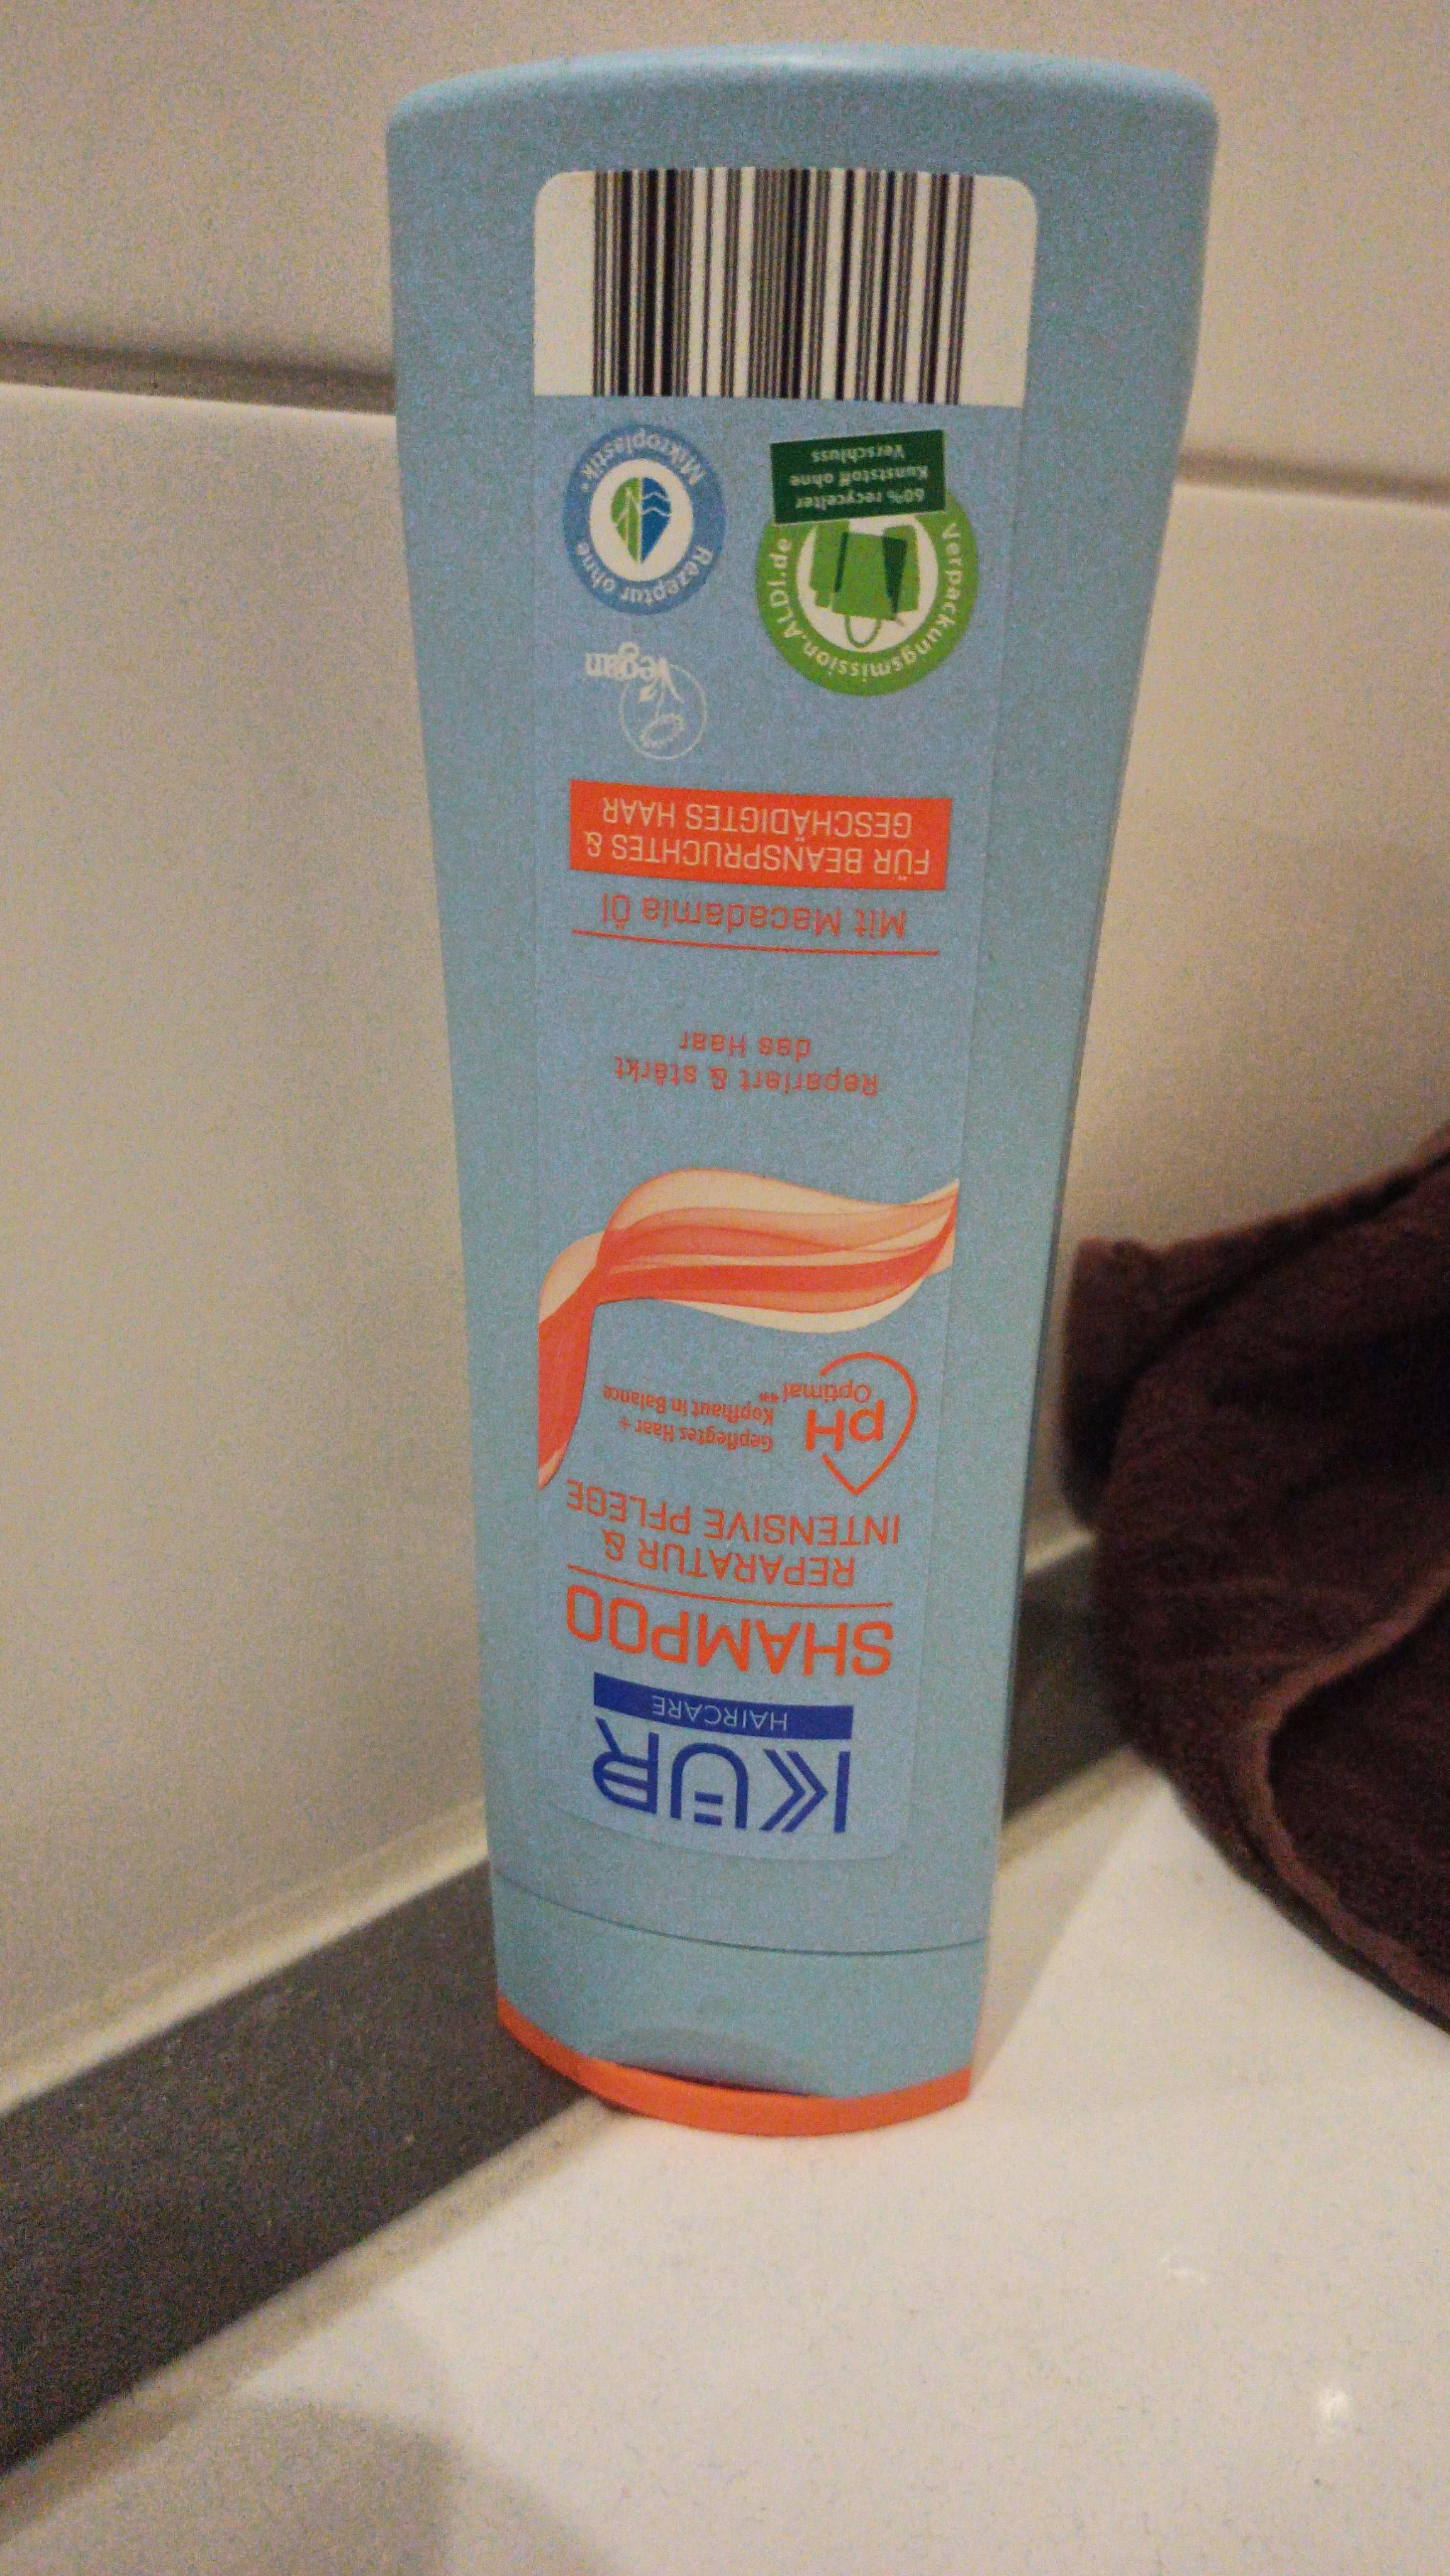 KÜR
HAIRCARE
SHAMPOO
REPARATUR &
INTENSIVE PFLEGE
pH
Optimal**
Gepflegtes Haar +
Kopfhaut in Balance
Repariert & stärkt
das Haar
Mit Macadamia Öl
FÜR BEANSPRUCHTES &
GESCHÄDIGTES HAAR
vegan
Verpackungsmission.ALDI.de
60% recycelter
Kunststoff ohne
Verschluss
Rezeptur ohne
Mikroplastik*